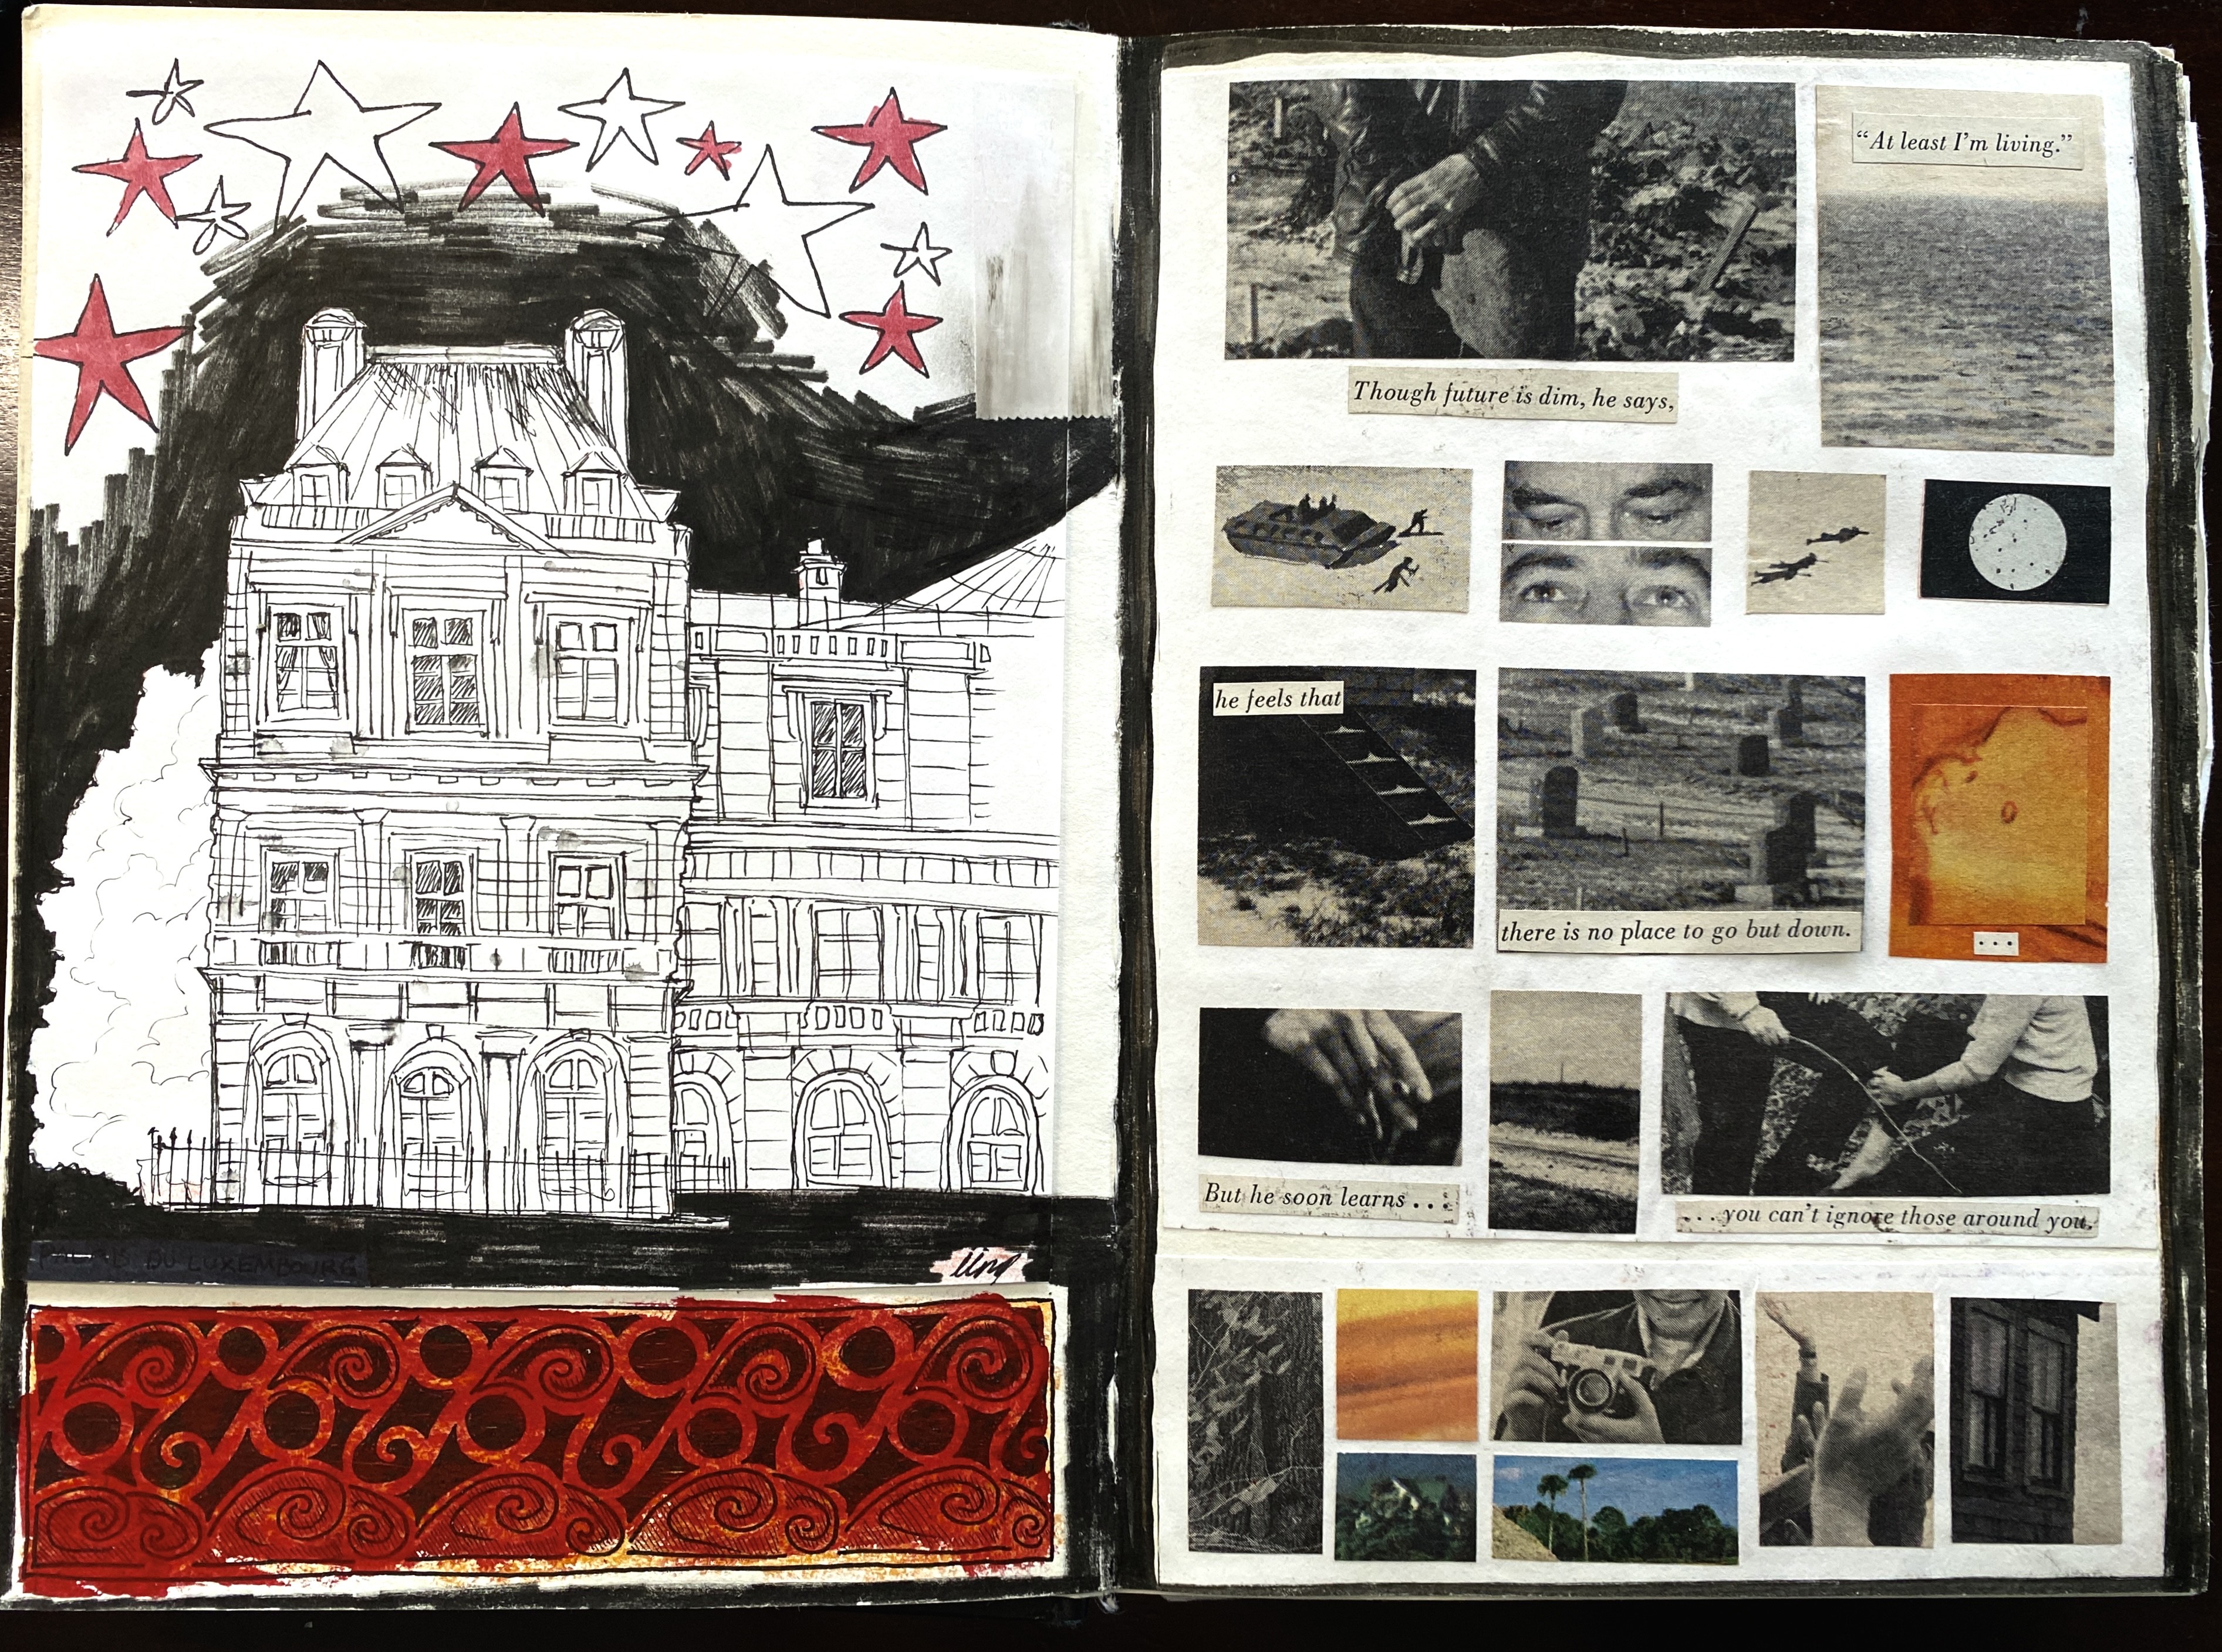 PALAIS DU LUXEMBOURG
Though future is dim, he says,
“At least I’m living.”
he feels that
there is no place to go but down.
...
But he soon learns . . .
. . . you can’t ignore those around you.